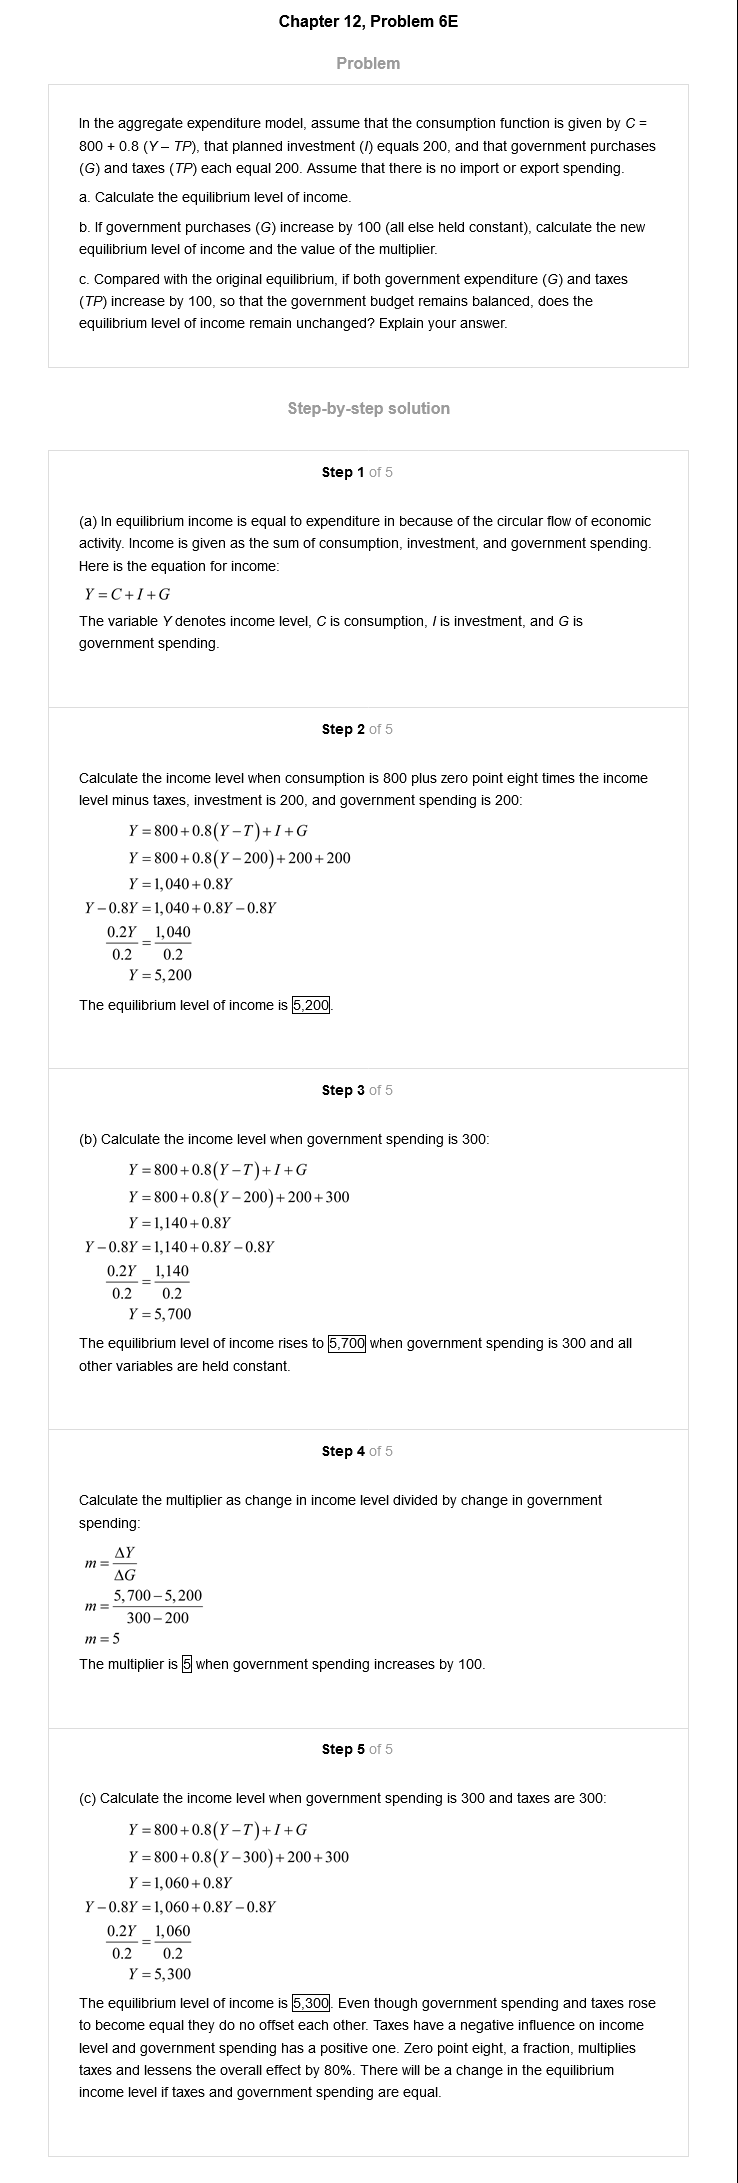 Chapter 12, Problem 6E
Problem
In the aggregate expenditure model, assume that the consumption function is given by C =
800 + 0.8 (Y – TP), that planned investment (I) equals 200, and that government purchases
(G) and taxes (TP) each equal 200. Assume that there is no import or export spending.
a. Calculate the equilibrium level of income.
b. If government purchases (G) increase by 100 (all else held constant), calculate the new
equilibrium level of income and the value of the multiplier.
c. Compared with the original equilibrium, if both government expenditure (G) and taxes
(TP) increase by 100, so that the government budget remains balanced, does the
equilibrium level of income remain unchanged? Explain your answer.
Step-by-step solution
Step 1 of 5
(a) In equilibrium income is equal to expenditure in because of the circular flow of economic
activity. Income is given as the sum of consumption, investment, and government spending.
Here is the equation for income:
Y = C + I + G
The variable Y denotes income level, C is consumption, I is investment, and G is
government spending.
Step 2 of 5
Calculate the income level when consumption is 800 plus zero point eight times the income
level minus taxes, investment is 200, and government spending is 200:
Y = 800 + 0.8(Y – T) + I + G
Y = 800 + 0.8(Y – 200) + 200 + 200
Y = 1,040 + 0.8Y
Y – 0.8Y = 1,040 + 0.8Y – 0.8Y
0.2Y 1,040
=
0.2 0.2
Y = 5,200
The equilibrium level of income is 5,200.
Step 3 of 5
(b) Calculate the income level when government spending is 300:
Y = 800 + 0.8(Y – T) + I + G
Y = 800 + 0.8(Y – 200) + 200 + 300
Y = 1,140 + 0.8Y
Y – 0.8Y = 1,140 + 0.8Y – 0.8Y
0.2Y 1,140
=
0.2 0.2
Y = 5,700
The equilibrium level of income rises to 5,700 when government spending is 300 and all
other variables are held constant.
Step 4 of 5
Calculate the multiplier as change in income level divided by change in government
spending:
ΔY
m =
ΔG
5,700 – 5,200
m =
300 – 200
m = 5
The multiplier is 5 when government spending increases by 100.
Step 5 of 5
(c) Calculate the income level when government spending is 300 and taxes are 300:
Y = 800 + 0.8(Y – T) + I + G
Y = 800 + 0.8(Y – 300) + 200 + 300
Y = 1,060 + 0.8Y
Y – 0.8Y = 1,060 + 0.8Y – 0.8Y
0.2Y 1,060
=
0.2 0.2
Y = 5,300
The equilibrium level of income is 5,300. Even though government spending and taxes rose
to become equal they do no offset each other. Taxes have a negative influence on income
level and government spending has a positive one. Zero point eight, a fraction, multiplies
taxes and lessens the overall effect by 80%. There will be a change in the equilibrium
income level if taxes and government spending are equal.